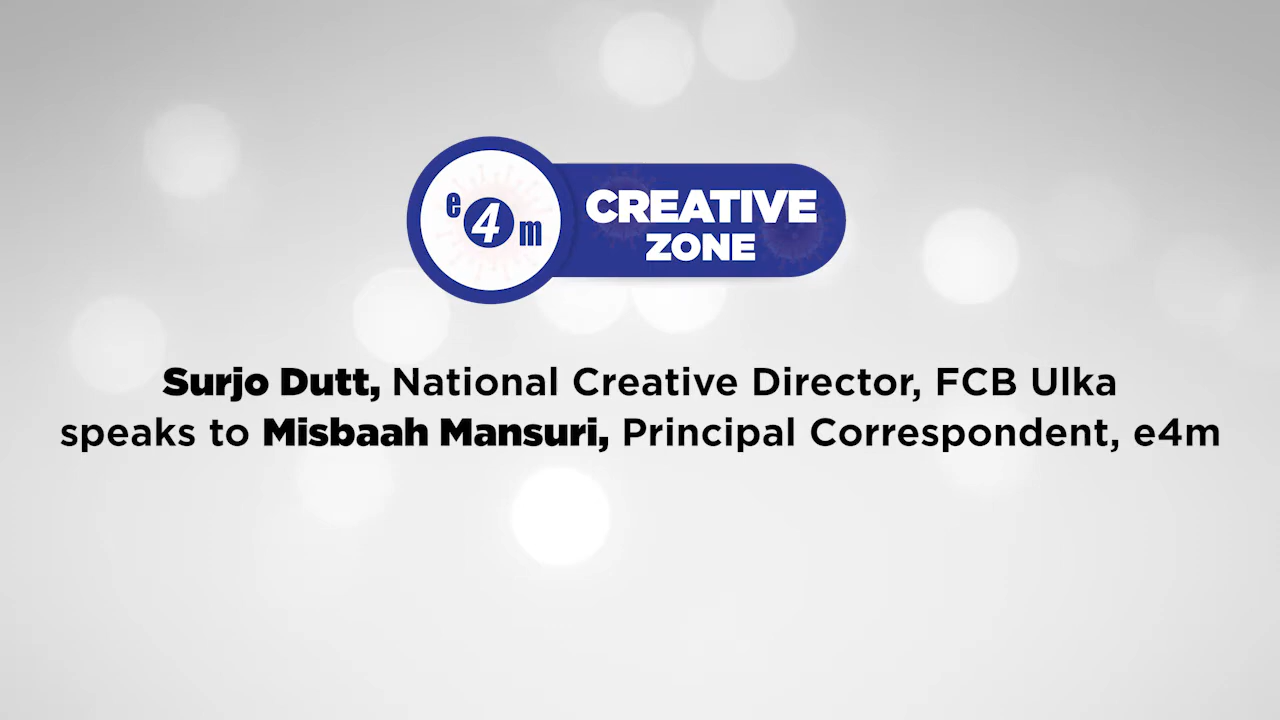 e4m
CREATIVE
ZONE
Surjo Dutt, National Creative Director, FCB Ulka
speaks to Misbaah Mansuri, Principal Correspondent, e4m